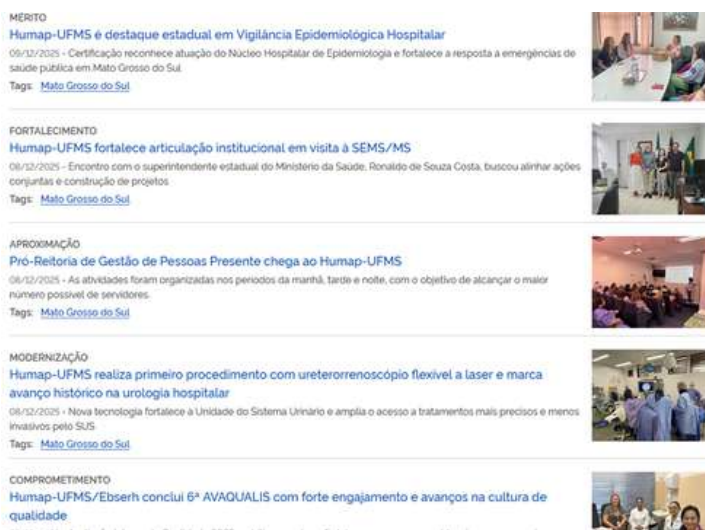 MÉRITO
Humap-UFMS é destaque estadual em Vigilância Epidemiológica Hospitalar
09/12/2025 - Certificação reconhece atuação do Núcleo Hospitalar de Epidemiologia e fortalece a resposta a emergências de
saúde pública em Mato Grosso do Sul
Tags: Mato Grosso do Sul
FORTALECIMENTO
Humap-UFMS fortalece articulação institucional em visita à SEMS/MS
08/12/2025 - Encontro com o superintendente estadual do Ministério da Saúde, Ronaldo de Souza Costa, buscou alinhar ações
conjuntas e construção de projetos
Tags: Mato Grosso do Sul
APROXIMAÇÃO
Pró-Reitoria de Gestão de Pessoas Presente chega ao Humap-UFMS
08/12/2025 - As atividades foram organizadas nos períodos da manhã, tarde e noite, com o objetivo de alcançar o maior
número possível de servidores.
Tags: Mato Grosso do Sul
MODERNIZAÇÃO
Humap-UFMS realiza primeiro procedimento com ureterorrenoscópio flexível a laser e marca
avanço histórico na urologia hospitalar
08/12/2025 - Nova tecnologia fortalece a Unidade do Sistema Urinário e amplia o acesso a tratamentos mais precisos e menos
invasivos pelo SUS
Tags: Mato Grosso do Sul
COMPROMETIMENTO
Humap-UFMS/Ebserh conclui 6ª AVAQUALIS com forte engajamento e avanços na cultura de
qualidade